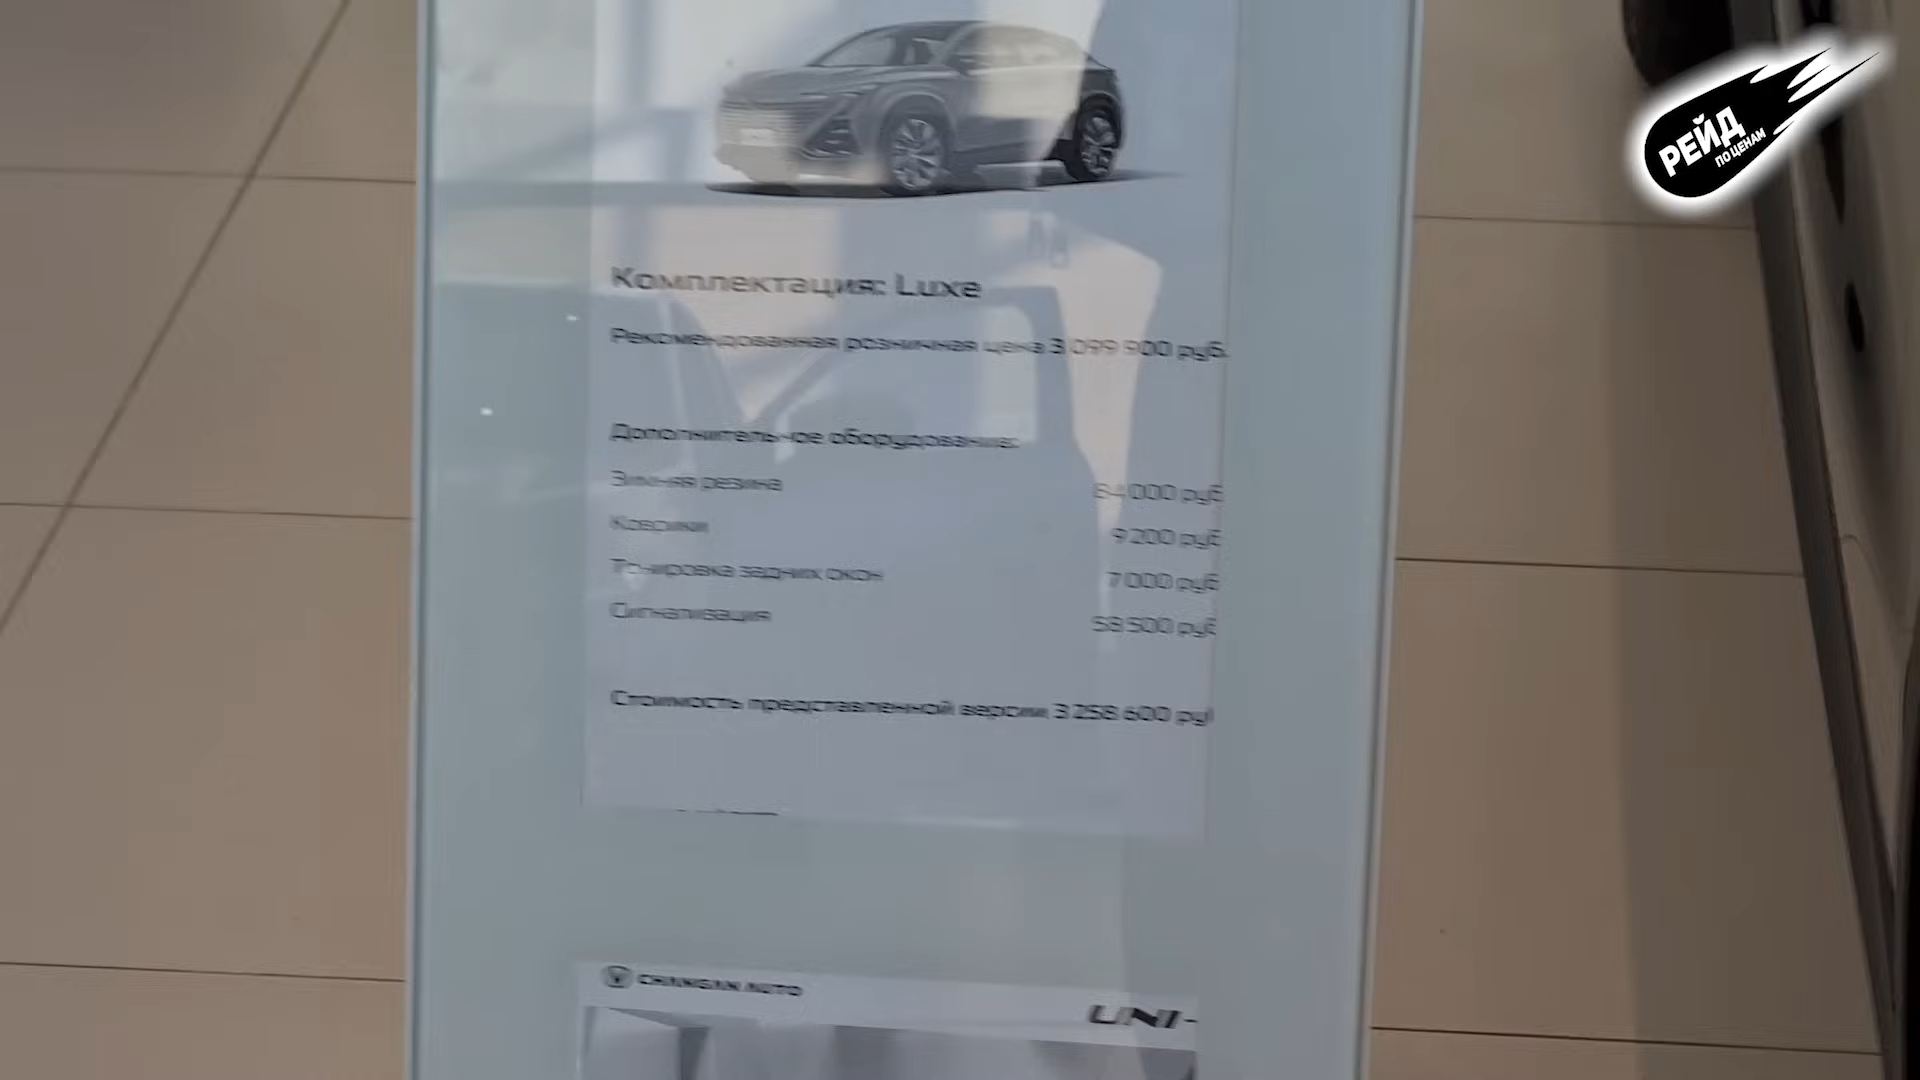 РЕЙД
ПО ЦЕНАМ
Комплектация: Luxe
Рекомендованная розничная цена 3 099 900 руб.
Дополнительное оборудование:
Зимняя резина 84 000 руб
Коврики 9 200 руб
Тонировка задних окон 7 000 руб
Сигнализация 58 500 руб
Стоимость представленной версии 3 258 600 руб
CHANGAN AUTO
UNI-